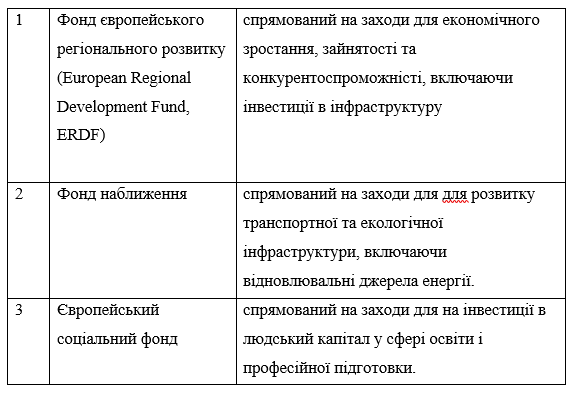 1
Фонд європейського
регіонального розвитку
(European Regional
Development Fund,
ERDF)
спрямований на заходи для економічного
зростання, зайнятості та
конкурентоспроможністі, включаючи
інвестиції в інфраструктуру
2
Фонд наближення
спрямований на заходи для для розвитку
транспортної та екологічної
інфраструктури, включаючи
відновлювальні джерела енергії.
3
Європейський
соціальний фонд
спрямований на заходи для на інвестиції в
людський капітал у сфері освіти і
професійної підготовки.